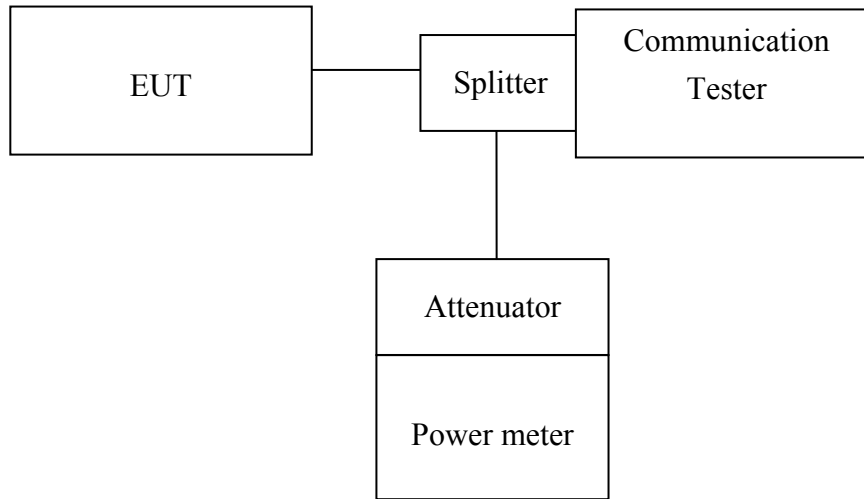 EUT
Splitter
Communication
Tester
Attenuator
Power meter